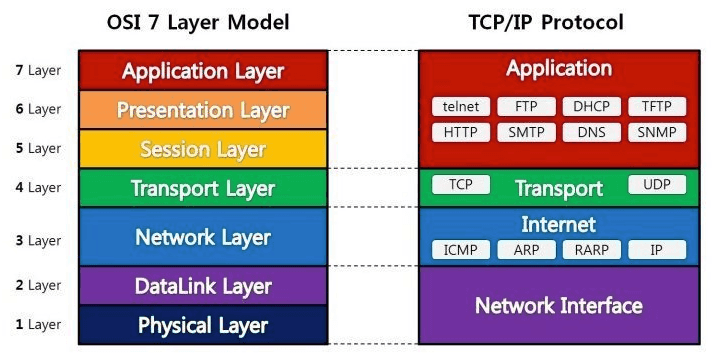 OSI 7 Layer Model
7 Layer
Application Layer
6 Layer
Presentation Layer
5 Layer
Session Layer
4 Layer
Transport Layer
3 Layer
Network Layer
2 Layer
DataLink Layer
1 Layer
Physical Layer
TCP/IP Protocol
Application
telnet FTP DHCP TFTP
HTTP SMTP DNS SNMP
TCP Transport UDP
Internet
ICMP ARP RARP IP
Network Interface